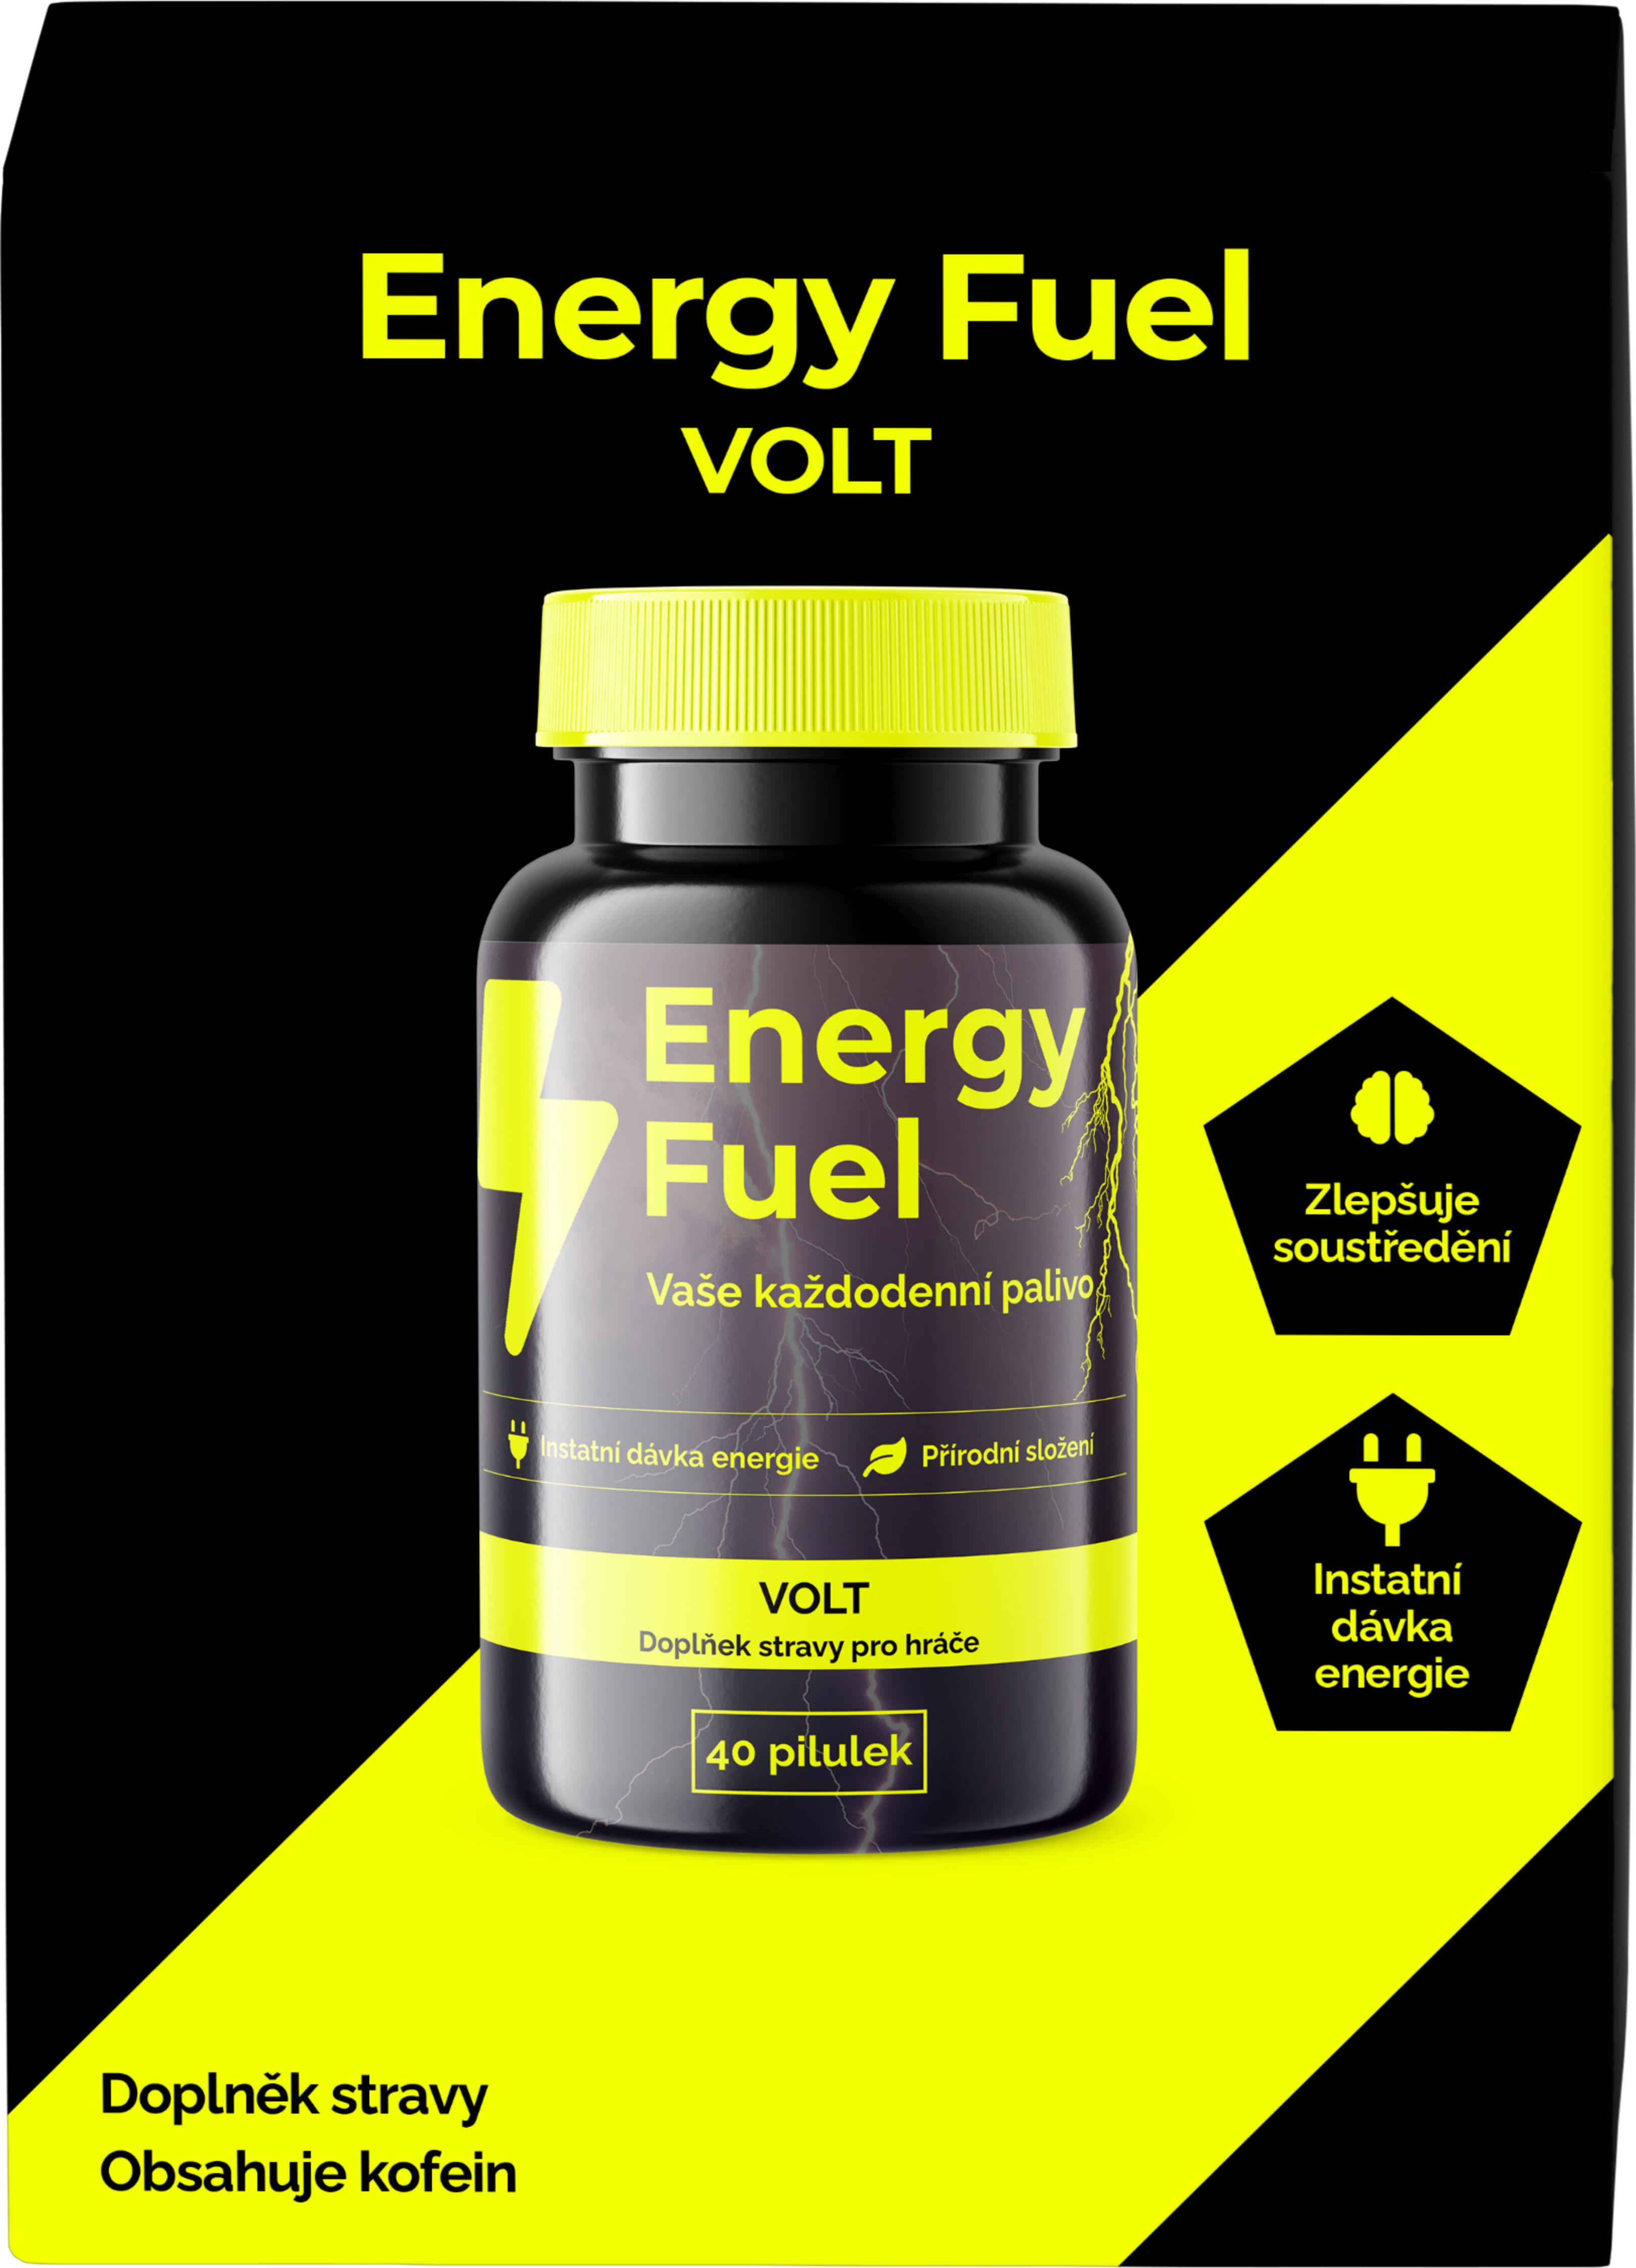 Energy Fuel
VOLT
Energy
Fuel
Vaše každodenní palivo
Instatní dávka energie
Přírodní složení
VOLT
Doplňek stravy pro hráče
40 pilulek
Zlepšuje
soustředění
Instatní
dávka
energie
Doplněk stravy
Obsahuje kofein